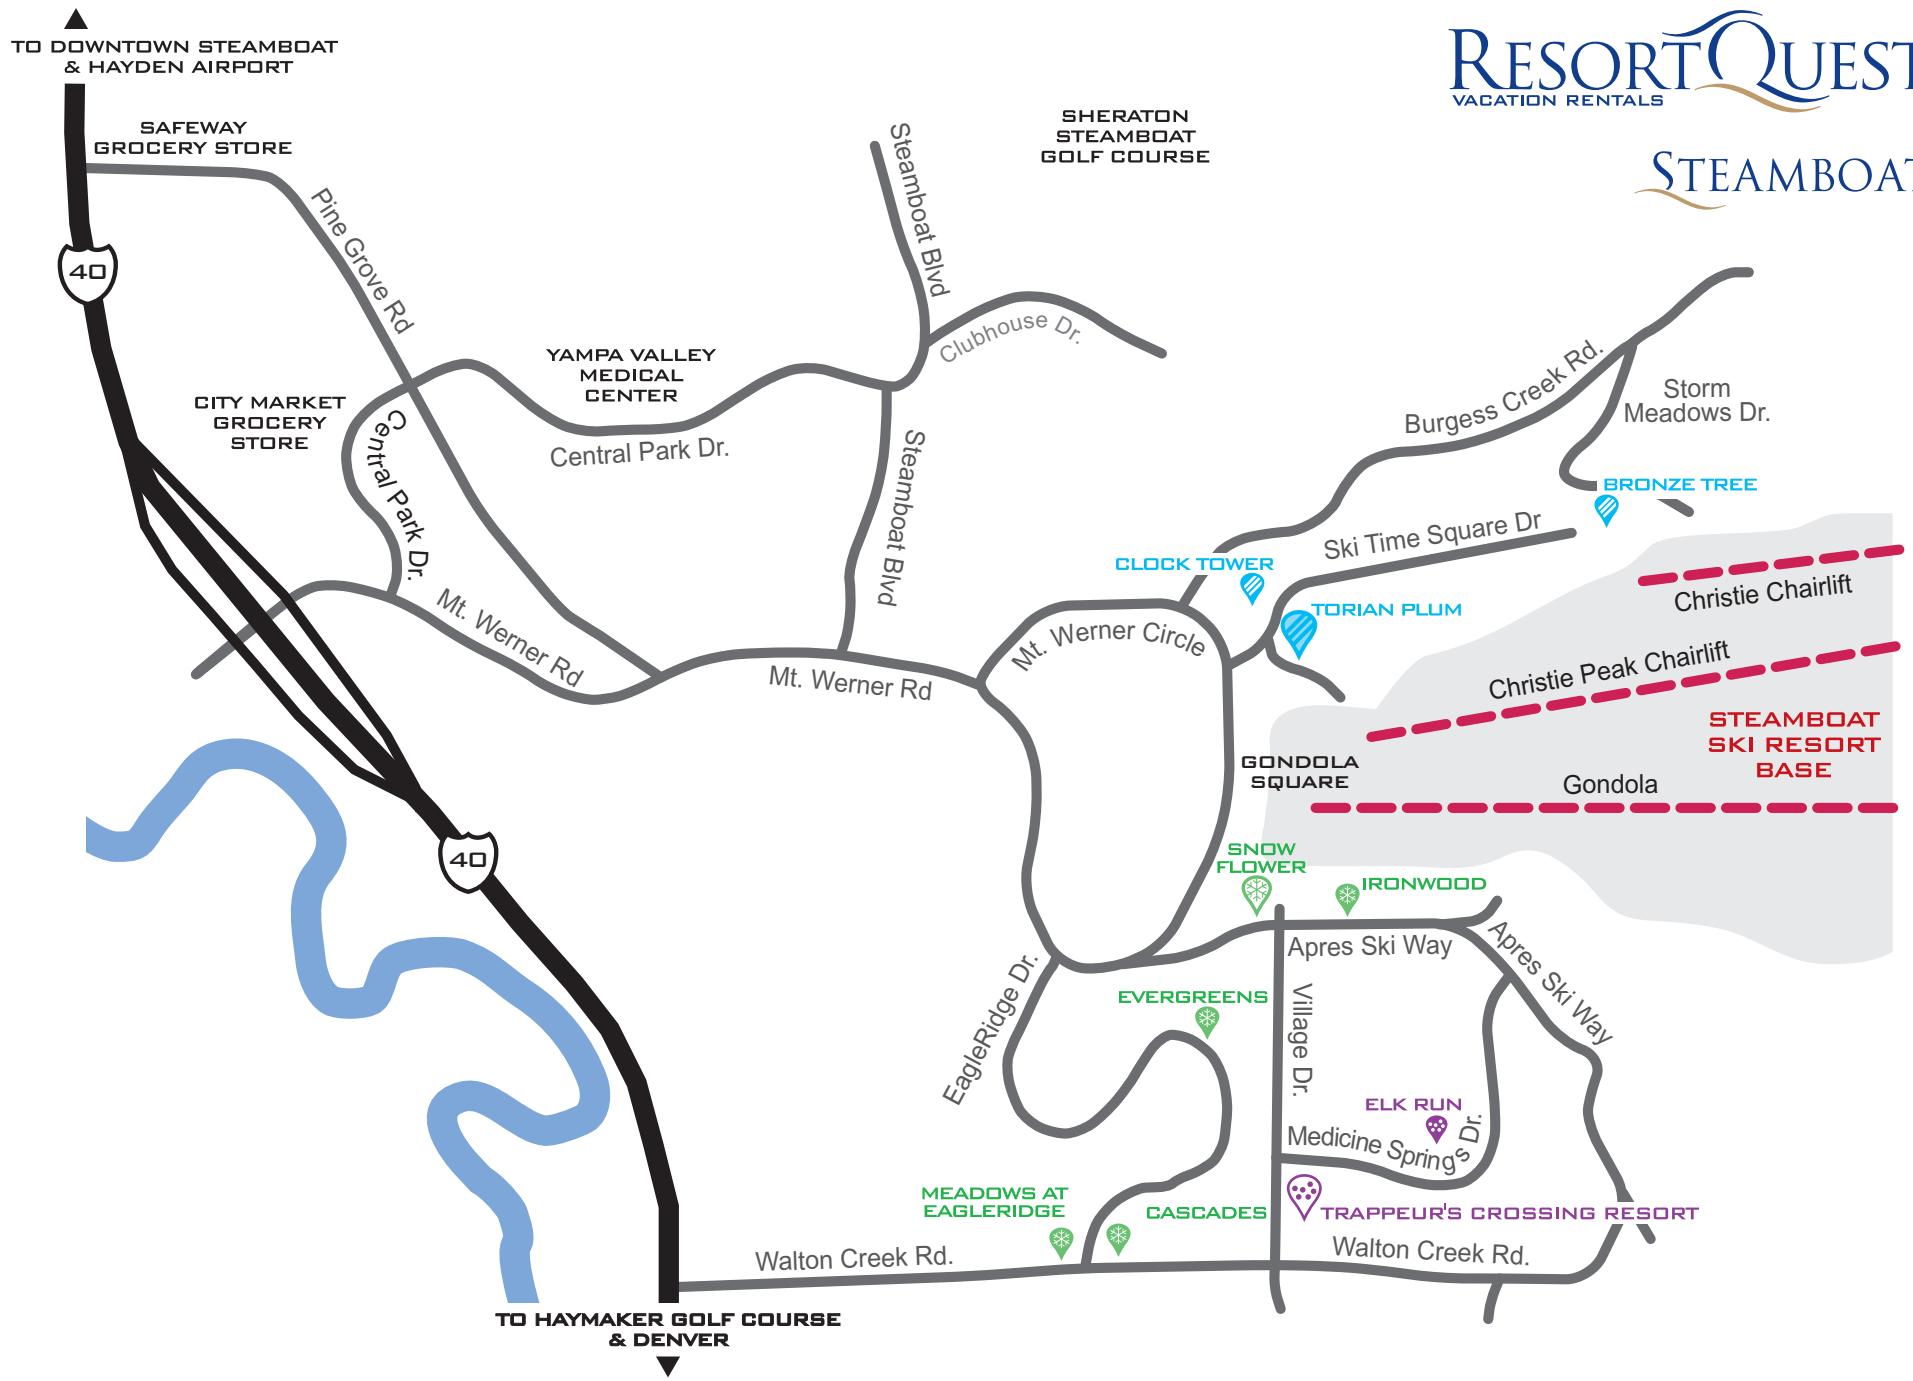 TO DOWNTOWN STEAMBOAT
& HAYDEN AIRPORT
RESORTQUEST
VACATION RENTALS
STEAMBOAT
SAFEWAY
GROCERY STORE
SHERATON
STEAMBOAT
GOLF COURSE
Steamboat Blvd
Pine Grove Rd
40
Clubhouse Dr.
YAMPA VALLEY
MEDICAL
CENTER
CITY MARKET
GROCERY
STORE
Central Park Dr.
Central Park Dr.
Steamboat Blvd
Burgess Creek Rd.
Storm
Meadows Dr.
BRONZE TREE
Ski Time Square Dr
CLOCK TOWER
TORIAN PLUM
Christie Chairlift
Mt. Werner Rd
Mt. Werner Rd
Mt. Werner Circle
Christie Peak Chairlift
STEAMBOAT
SKI RESORT
BASE
GONDOLA
SQUARE
Gondola
40
SNOW
FLOWER
IRONWOOD
Apres Ski Way
Apres Ski Way
EagleRidge Dr.
EVERGREENS
Village Dr.
ELK RUN
Medicine Springs Dr.
MEADOWS AT
EAGLERIDGE
CASCADES
TRAPPEUR'S CROSSING RESORT
Walton Creek Rd.
Walton Creek Rd.
TO HAYMAKER GOLF COURSE
& DENVER